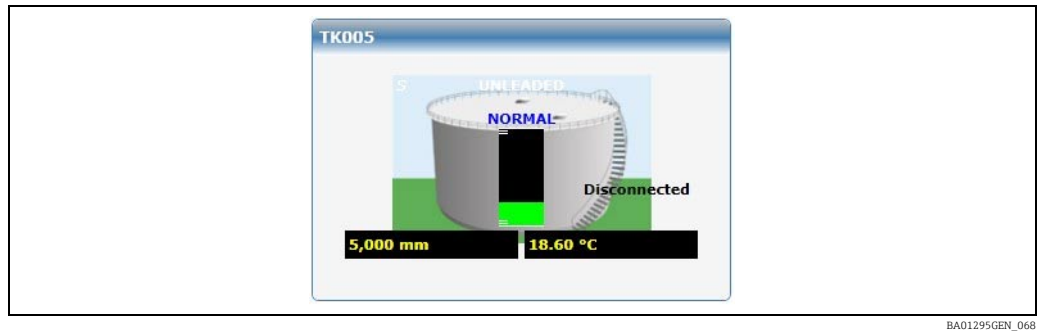 TK005
S UNLEADED
NORMAL
Disconnected
5,000 mm 18.60 °C
BA01295GEN_068